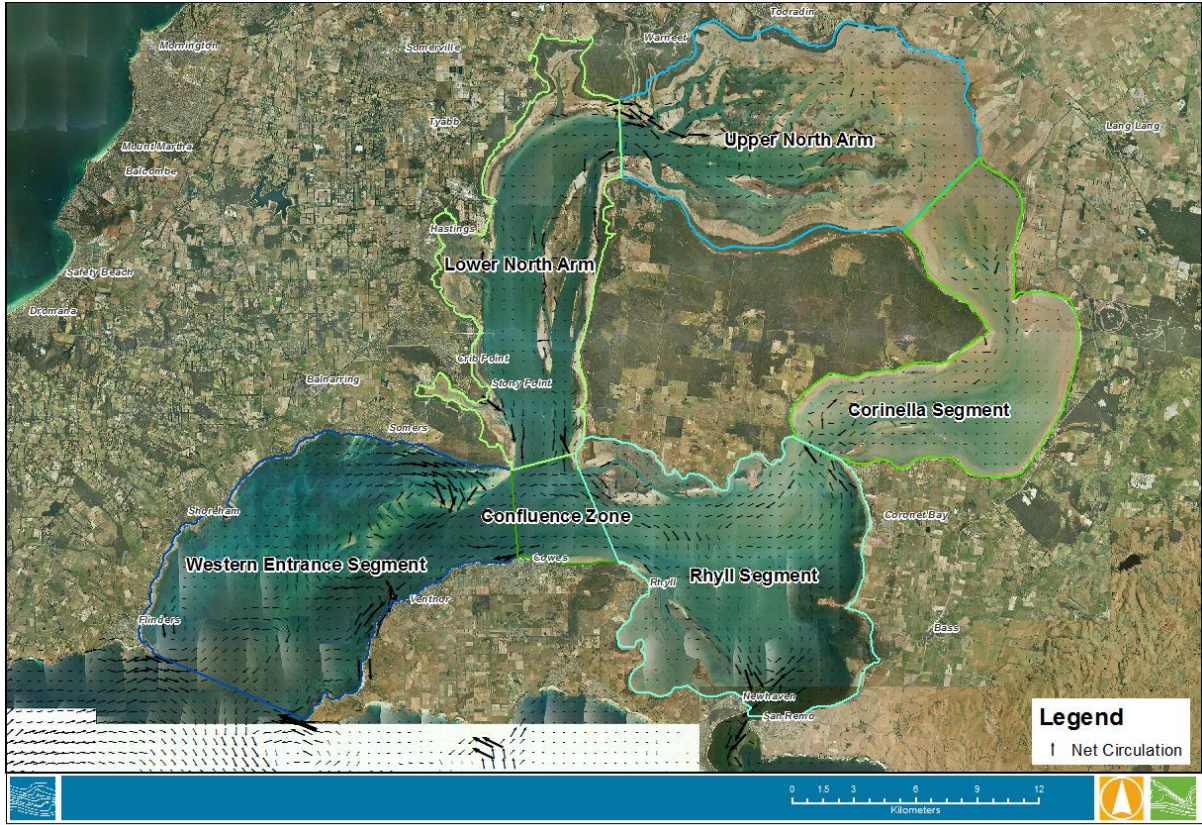 Tooradin
Mornington
Somerville
Warneet
Tyabb
Lang Lang
Upper North Arm
Mount Martha
Balcombe
Hastings
Lower North Arm
Safety Beach
Dromana
Crib Point
Balnarring
Stony Point
Corinella Segment
Somers
Shoreham
Confluence Zone
Coronet Bay
Western Entrance Segment
Cowes
Rhyll
Rhyll Segment
Ventnor
Flinders
Bass
Newhaven
San Remo
Legend
Net Circulation
0 1.5 3 6 9 12
Kilometers